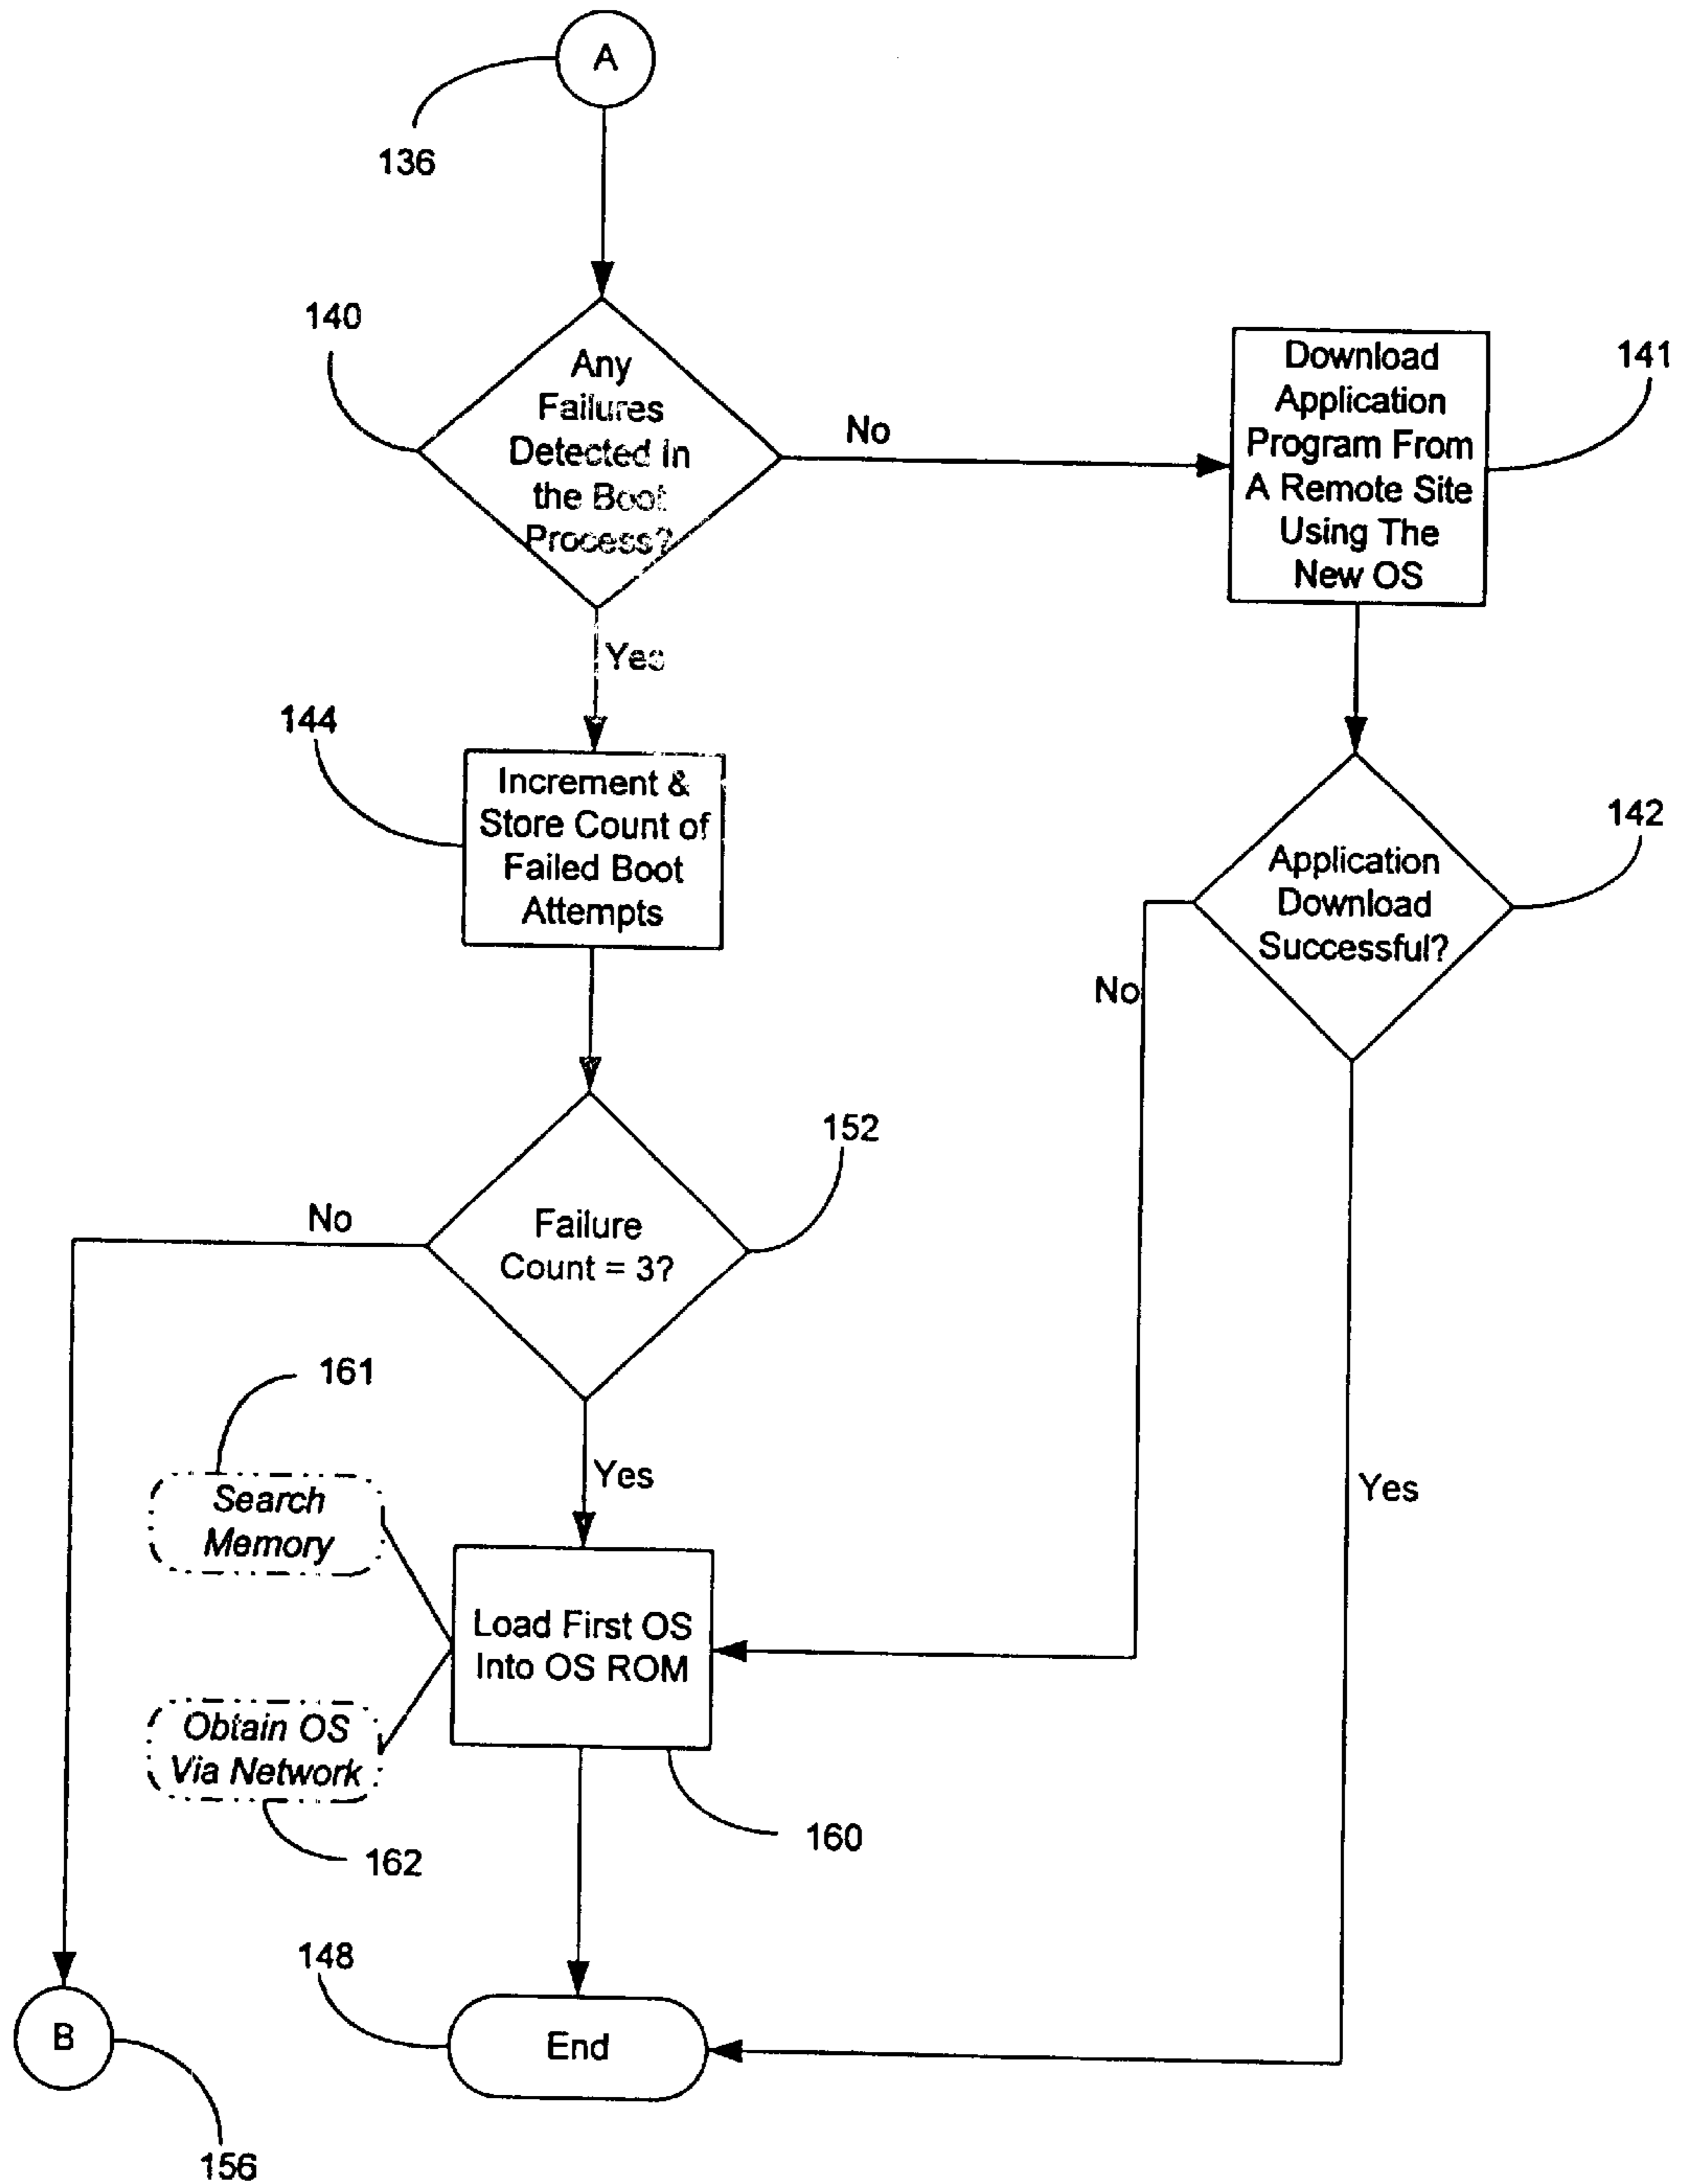 A
136
140
Any
Failures
Detected in
the Boot
Process?
No
Download
Application
Program From
A Remote Site
Using The
New OS
141
Yes
144
Increment &
Store Count of
Failed Boot
Attempts
142
Application
Download
Successful?
No
152
No
Failure
Count = 3?
161
Yes
Yes
Search
Memory
Load First OS
Into OS ROM
Obtain OS
Via Network
160
162
148
B
End
156